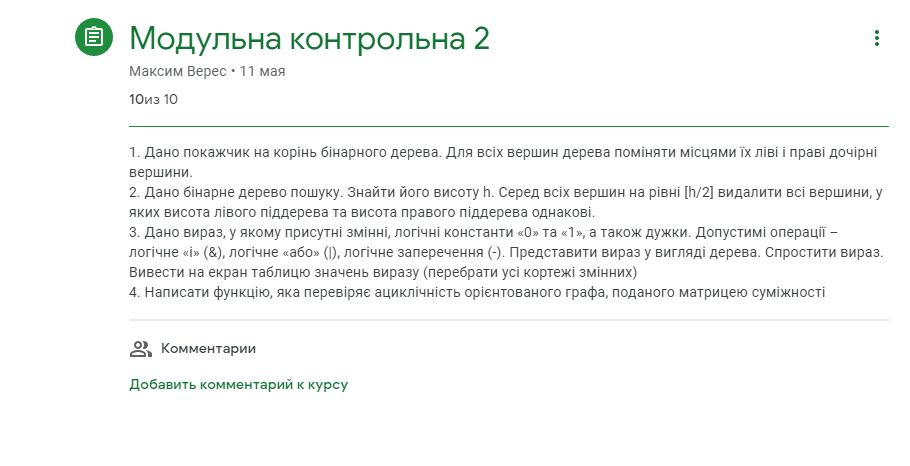 Модульна контрольна 2
Максим Верес • 11 мая
10из 10
1. Дано покажчик на корінь бінарного дерева. Для всіх вершин дерева поміняти місцями їх ліві і праві дочірні
вершини.
2. Дано бінарне дерево пошуку. Знайти його висоту h. Серед всіх вершин на рівні [h/2] видалити всі вершини, у
яких висота лівого піддерева та висота правого піддерева однакові.
3. Дано вираз, у якому присутні змінні, логічні константи «0» та «1», а також дужки. Допустимі операції –
логічне «і» (&), логічне «або» (|), логічне заперечення (-). Представити вираз у вигляді дерева. Спростити вираз.
Вивести на екран таблицю значень виразу (перебрати усі кортежі змінних)
4. Написати функцію, яка перевіряє ациклічність орієнтованого графа, поданого матрицею суміжності
Комментарии
Добавить комментарий к курсу